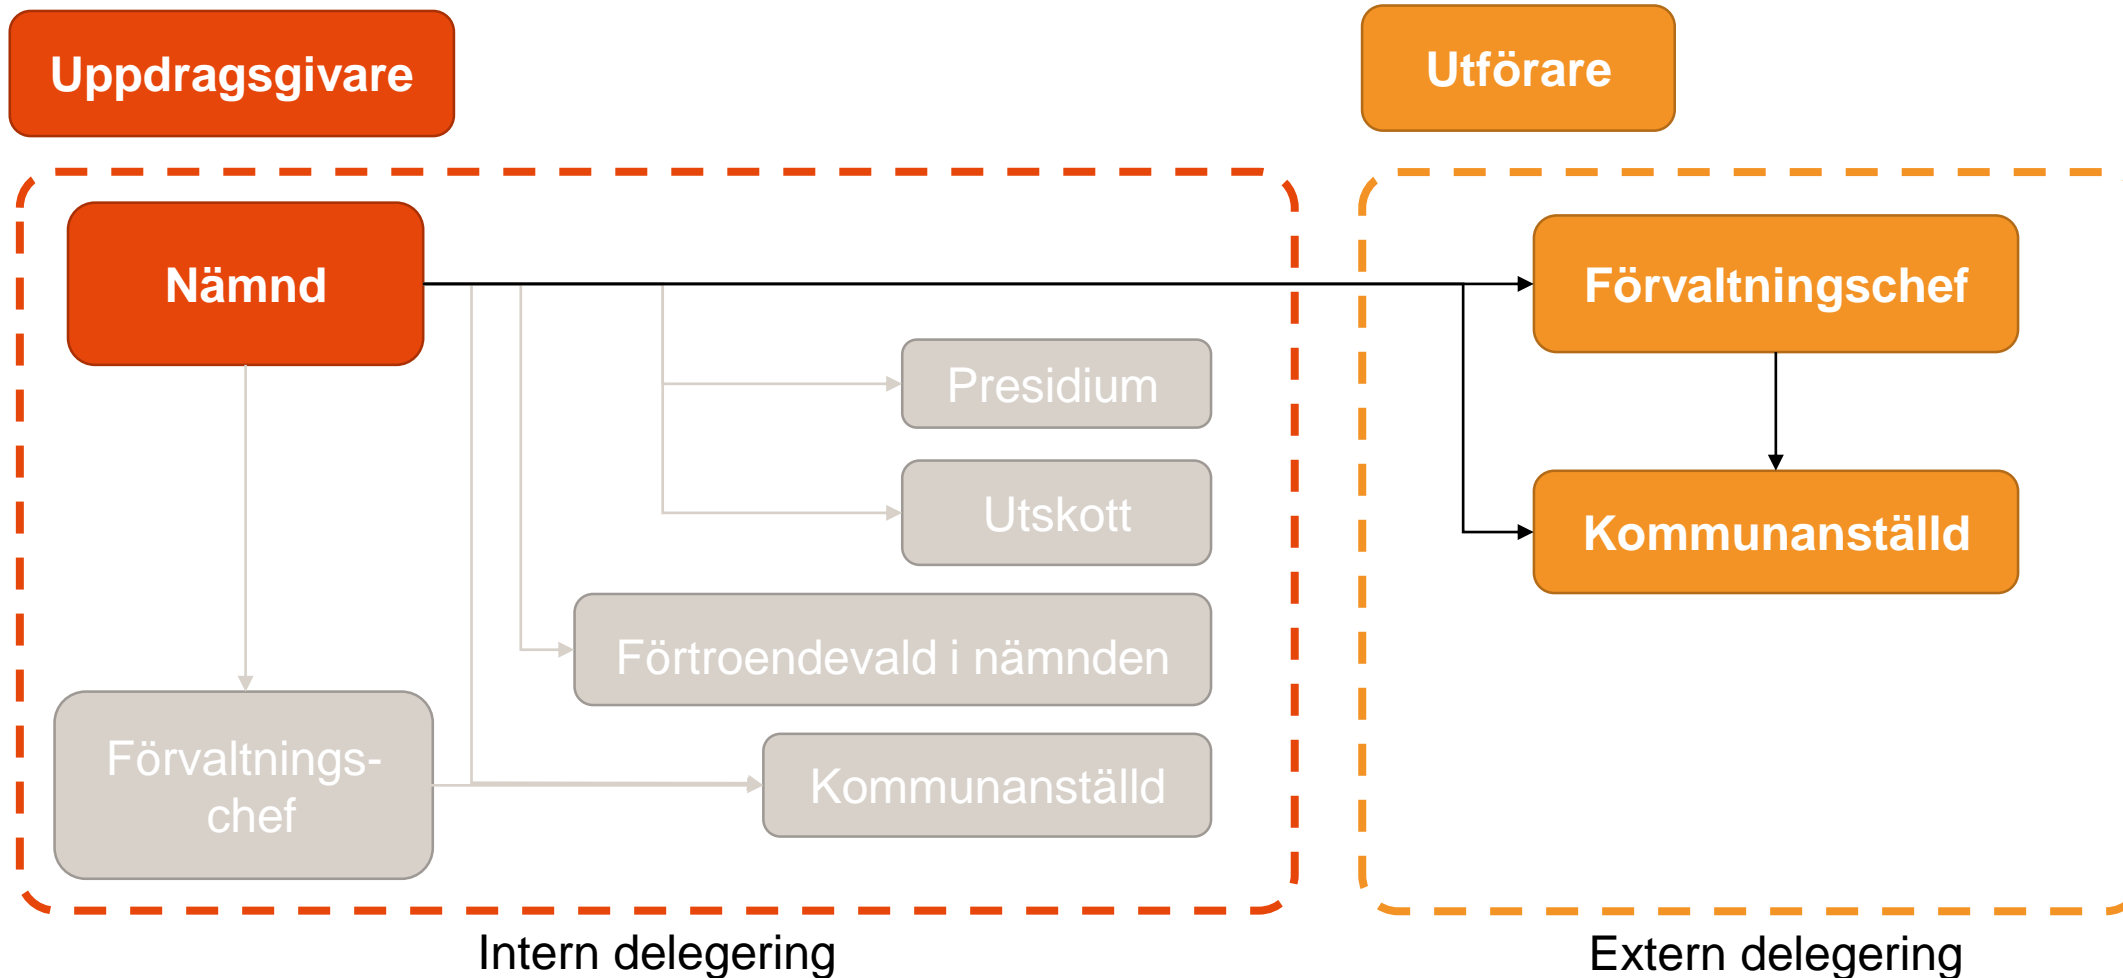 Uppdragsgivare
Utförare
Nämnd
Förvaltningschef
Presidium
Utskott
Kommunanställd
Förtroendevald i nämnden
Förvaltnings-
chef
Kommunanställd
Intern delegering
Extern delegering